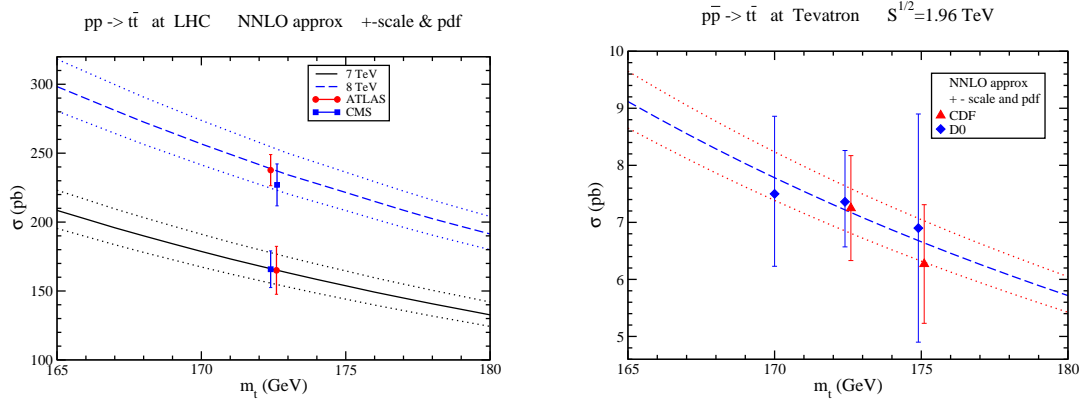 pp -> tt̄ at LHC NNLO approx +-scale & pdf
7 TeV
8 TeV
ATLAS
CMS
300
250
200
150
100
σ (pb)
165
170
175
180
m_t (GeV)
pp̄ -> tt̄ at Tevatron S^1/2=1.96 TeV
NNLO approx
+ - scale and pdf
CDF
D0
10
9
8
7
6
5
σ (pb)
165
170
175
180
m_t (GeV)